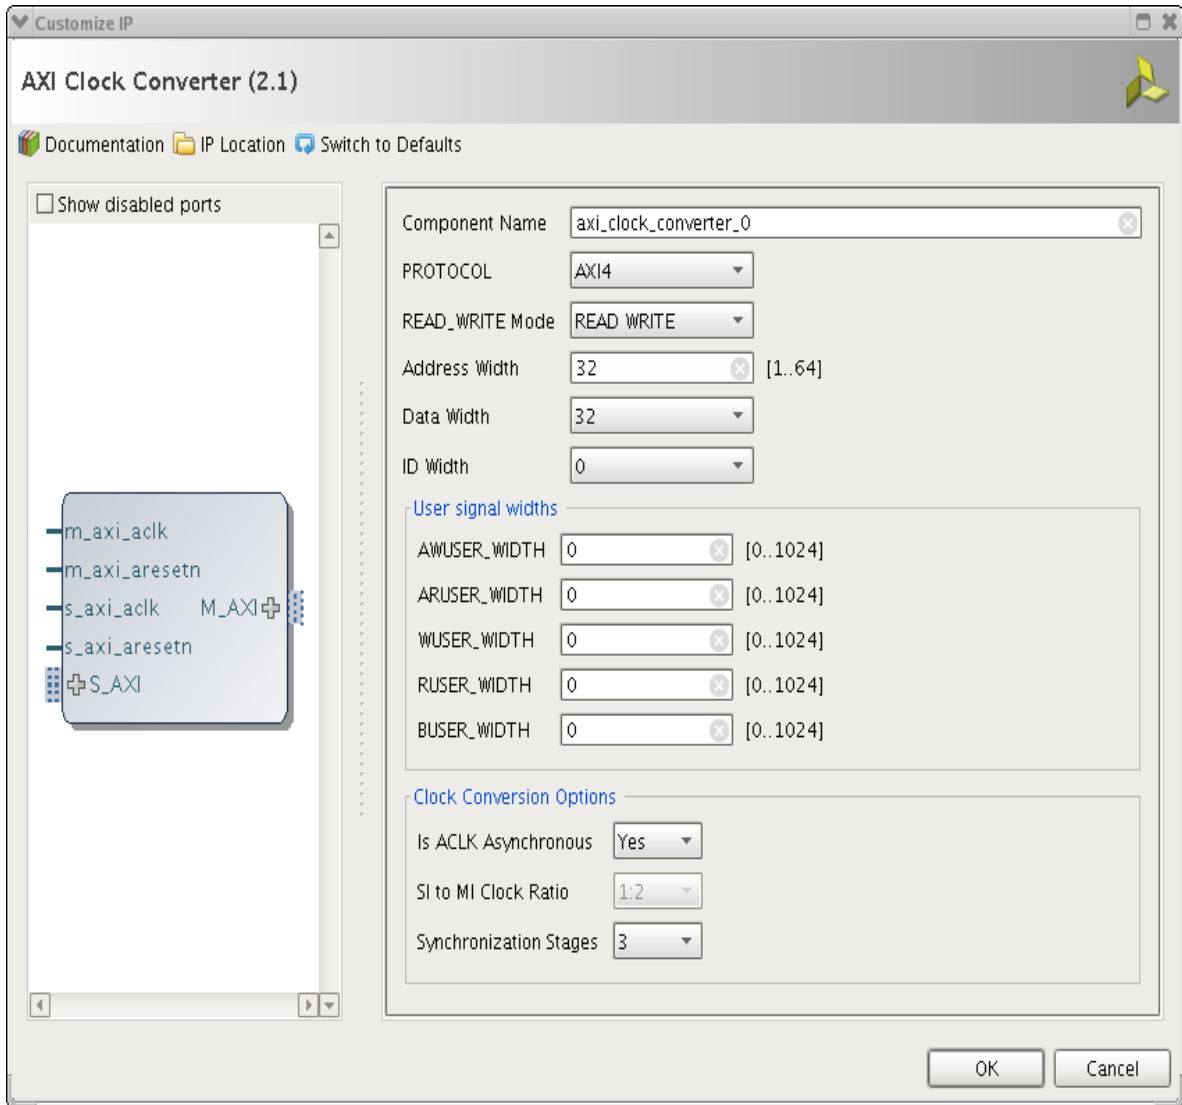 Customize IP
AXI Clock Converter (2.1)
Documentation IP Location Switch to Defaults
Show disabled ports
m_axi_aclk
m_axi_aresetn
s_axi_aclk M_AXI
s_axi_aresetn
S_AXI
Component Name axi_clock_converter_0
PROTOCOL AXI4
READ_WRITE Mode READ WRITE
Address Width 32 [1..64]
Data Width 32
ID Width 0
User signal widths
AWUSER_WIDTH 0 [0..1024]
ARUSER_WIDTH 0 [0..1024]
WUSER_WIDTH 0 [0..1024]
RUSER_WIDTH 0 [0..1024]
BUSER_WIDTH 0 [0..1024]
Clock Conversion Options
Is ACLK Asynchronous Yes
SI to MI Clock Ratio 1:2
Synchronization Stages 3
OK Cancel